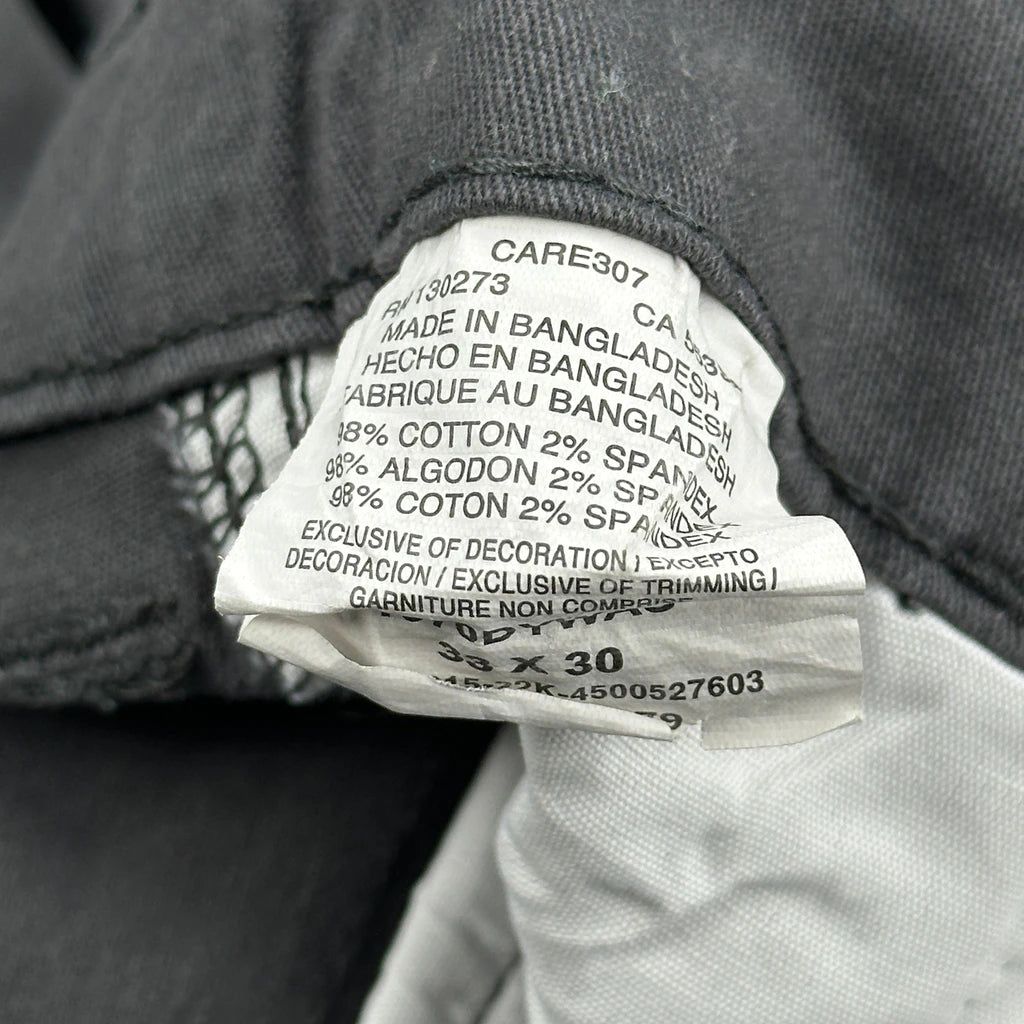 CARE307
RN 130273 CA
MADE IN BANGLADESH
HECHO EN BANGLADESH
FABRIQUE AU BANGLADESH
98% COTTON 2% SPANDEX
98% ALGODON 2% SPANDEX
98% COTON 2% SPANDEX
EXCLUSIVE OF DECORATION / EXCEPTO
DECORACION / EXCLUSIVE OF TRIMMING /
GARNITURE NON COMPRISE
33 X 30
-4500527603